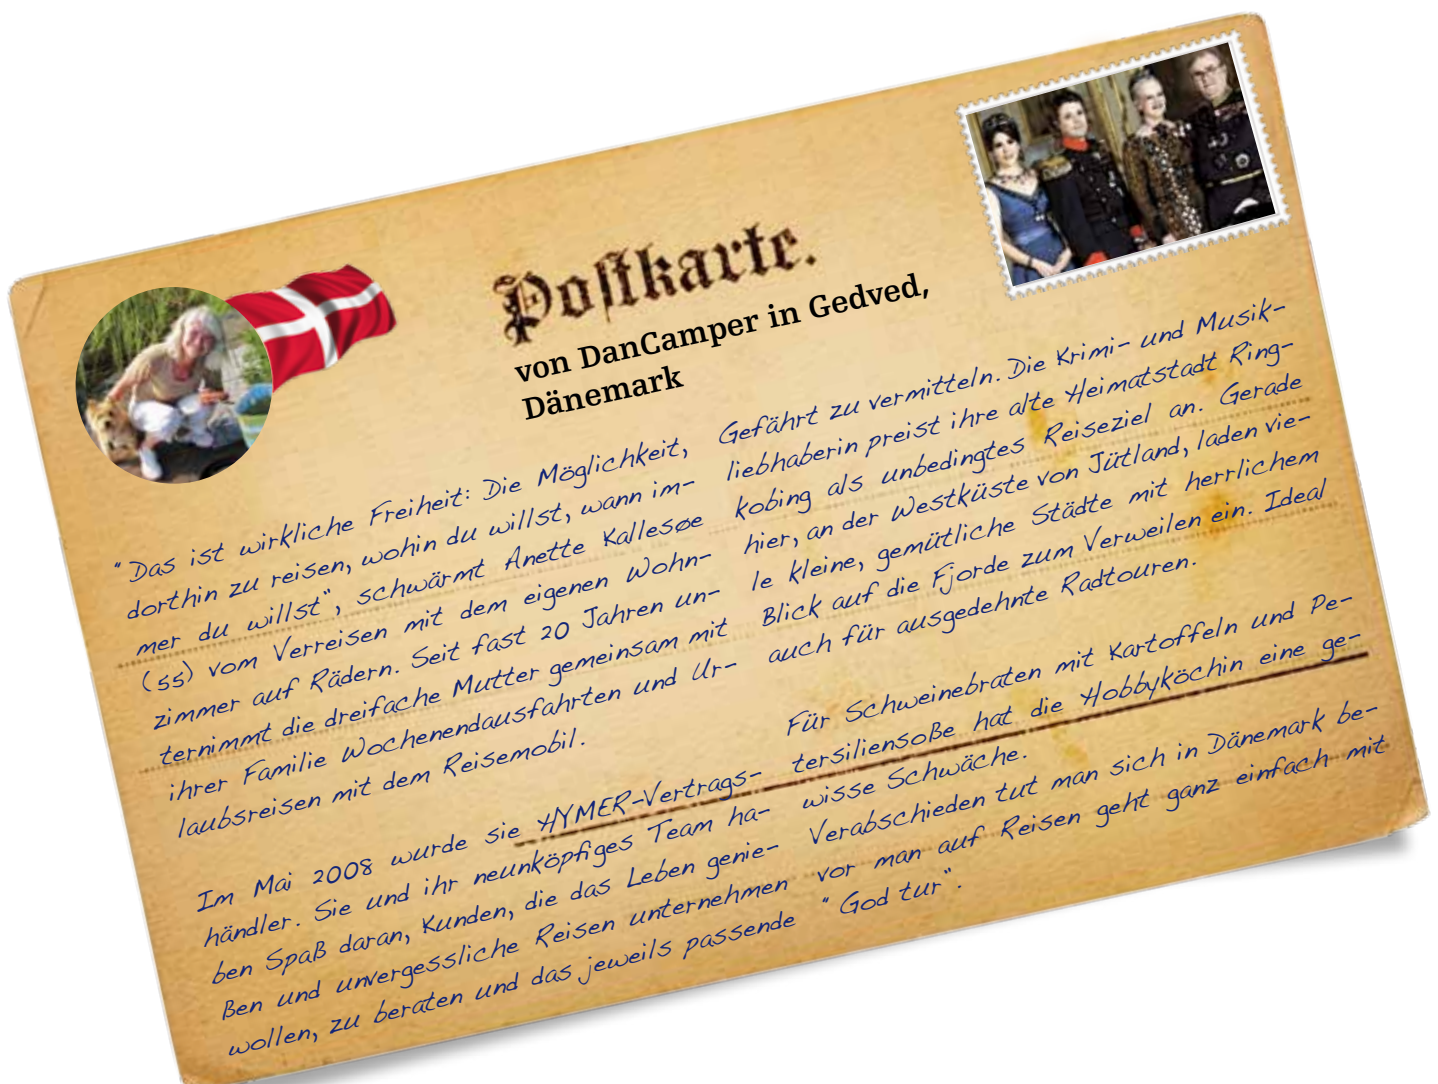 Postkarte.
von DanCamper in Gedved,
Dänemark
"Das ist wirkliche Freiheit: Die Möglichkeit,
dorthin zu reisen, wohin du willst, wann im-
mer du willst", schwärmt Anette Kallesøe
(55) vom Verreisen mit dem eigenen Wohn-
zimmer auf Rädern. Seit fast 20 Jahren un-
ternimmt die dreifache Mutter gemeinsam mit
ihrer Familie Wochenendausfahrten und Ur-
laubsreisen mit dem Reisemobil.
Im Mai 2008 wurde sie HYMER-Vertrags-
händler. Sie und ihr neunköpfiges Team ha-
ben Spaß daran, Kunden, die das Leben genie-
ßen und unvergessliche Reisen unternehmen
wollen, zu beraten und das jeweils passende
Gefährt zu vermitteln. Die Krimi- und Musik-
liebhaberin preist ihre alte Heimatstadt Ring-
kobing als unbedingtes Reiseziel an. Gerade
hier, an der Westküste von Jütland, laden vie-
le kleine, gemütliche Städte mit herrlichem
Blick auf die Fjorde zum Verweilen ein. Ideal
auch für ausgedehnte Radtouren.
Für Schweinebraten mit Kartoffeln und Pe-
tersiliensoße hat die Hobbyköchin eine ge-
wisse Schwäche.
Verabschieden tut man sich in Dänemark be-
vor man auf Reisen geht ganz einfach mit
"God tur".